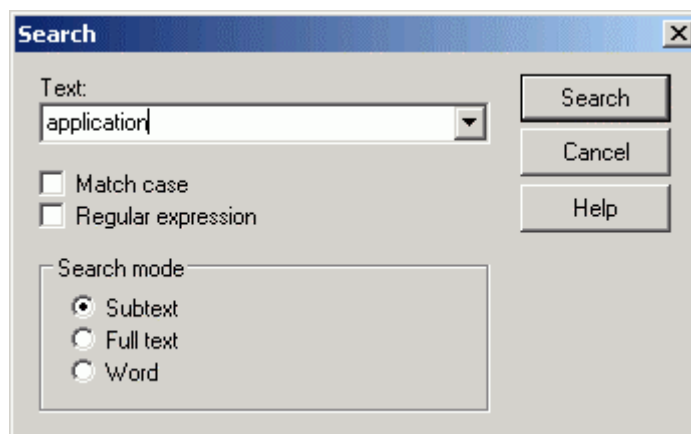 Search
Text:
application
Search
Cancel
Help
Match case
Regular expression
Search mode
Subtext
Full text
Word